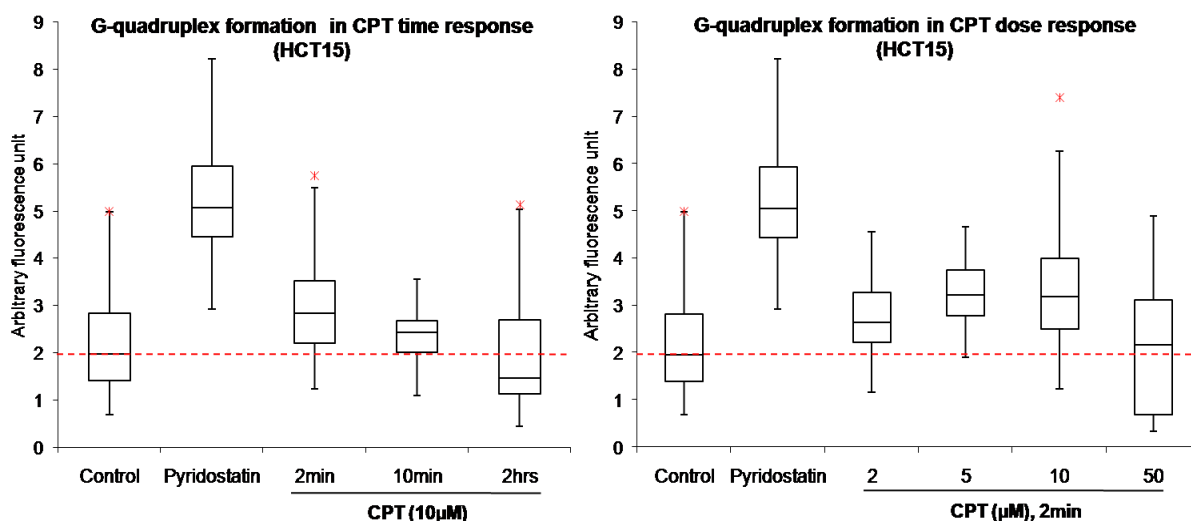 G-quadruplex formation in CPT time response
(HCT15)
Arbitrary fluorescence unit
9
8
7
6
5
4
3
2
1
0
Control Pyridostatin 2min 10min 2hrs
CPT (10µM)
G-quadruplex formation in CPT dose response
(HCT15)
Arbitrary fluorescence unit
9
8
7
6
5
4
3
2
1
0
Control Pyridostatin 2 5 10 50
CPT (µM), 2min